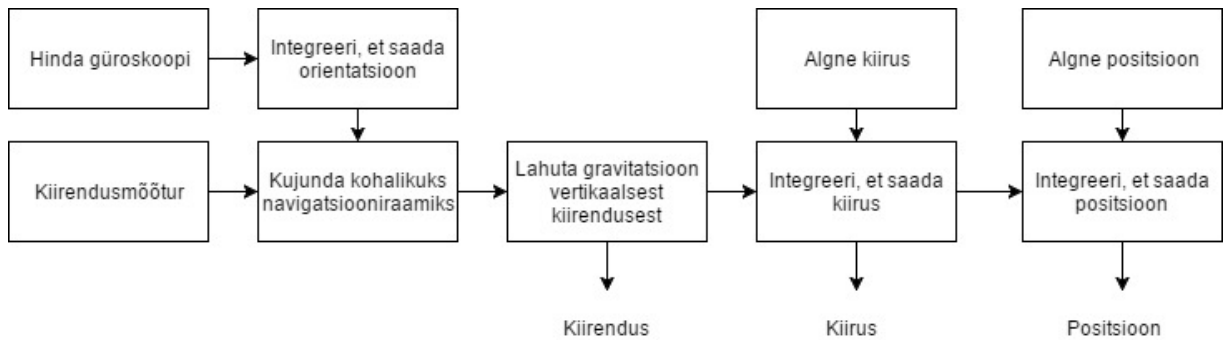 Hinda güroskoopi
Integreeri, et saada
orientatsioon
Algne kiirus
Algne positsioon
Kiirendusmõõtur
Kujunda kohalikuks
navigatsiooniraamiks
Lahuta gravitatsioon
vertikaalsest
kiirendusest
Integreeri, et saada
kiirus
Integreeri, et saada
positsioon
Kiirendus
Kiirus
Positsioon